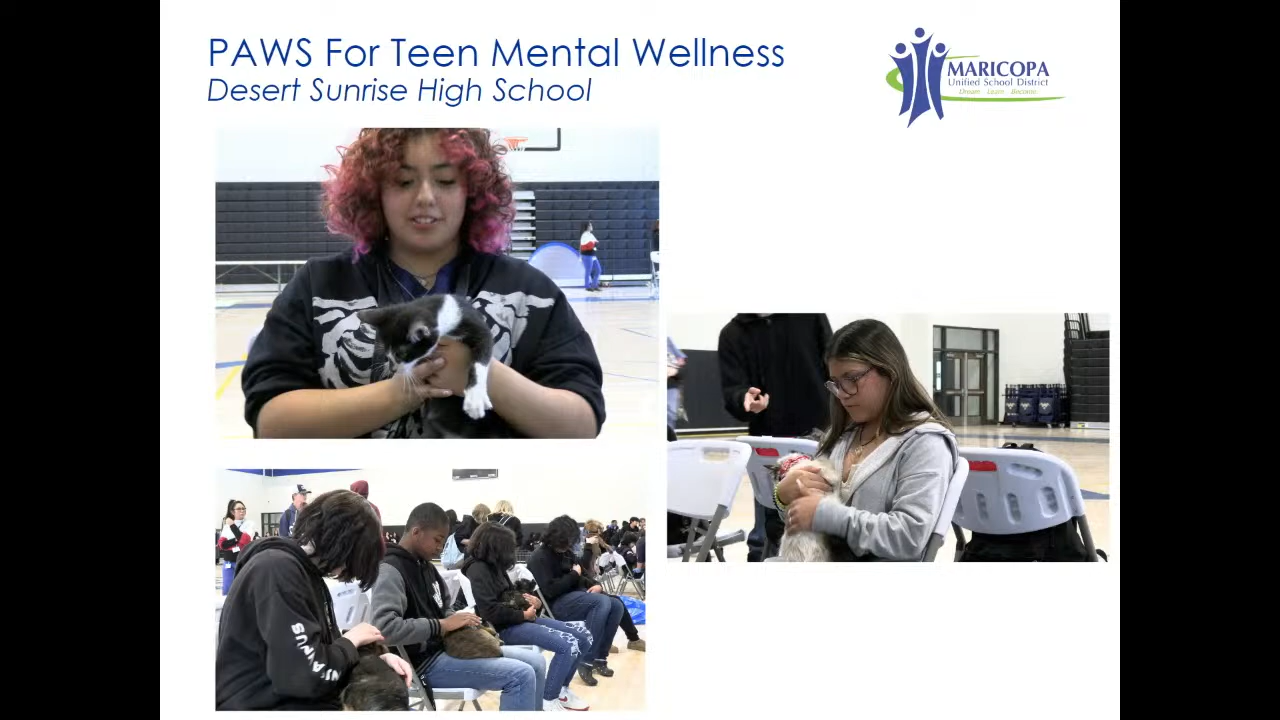 PAWS For Teen Mental Wellness
Desert Sunrise High School
MARICOPA
Unified School District
Dream Learn Become